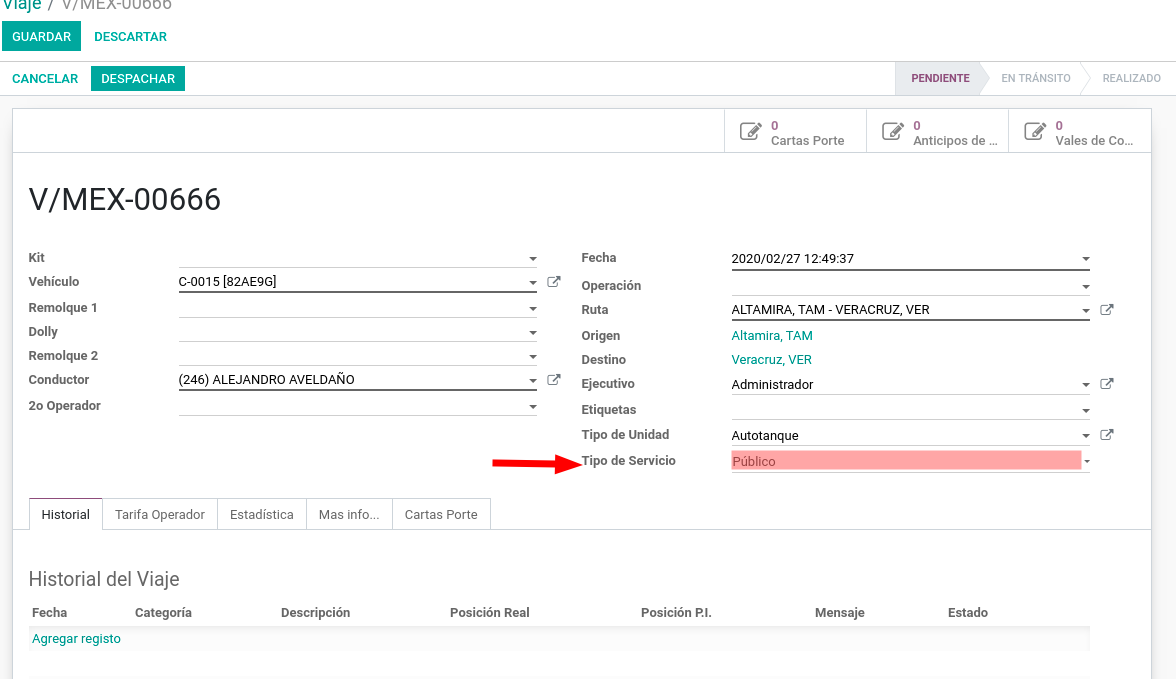 Viaje / V/MEX-00666
GUARDAR DESCARTAR
CANCELAR DESPACHAR PENDIENTE EN TRÁNSITO REALIZADO
0 Cartas Porte
0 Anticipos de ...
0 Vales de Co...
V/MEX-00666
Kit
Vehículo C-0015 [82AE9G]
Remolque 1
Dolly
Remolque 2
Conductor (246) ALEJANDRO AVELDAÑO
2o Operador
Fecha 2020/02/27 12:49:37
Operación
Ruta ALTAMIRA, TAM - VERACRUZ, VER
Origen Altamira, TAM
Destino Veracruz, VER
Ejecutivo Administrador
Etiquetas
Tipo de Unidad Autotanque
Tipo de Servicio Público
Historial Tarifa Operador Estadística Mas info... Cartas Porte
Historial del Viaje
Fecha Categoría Descripción Posición Real Posición P.I. Mensaje Estado
Agregar registo